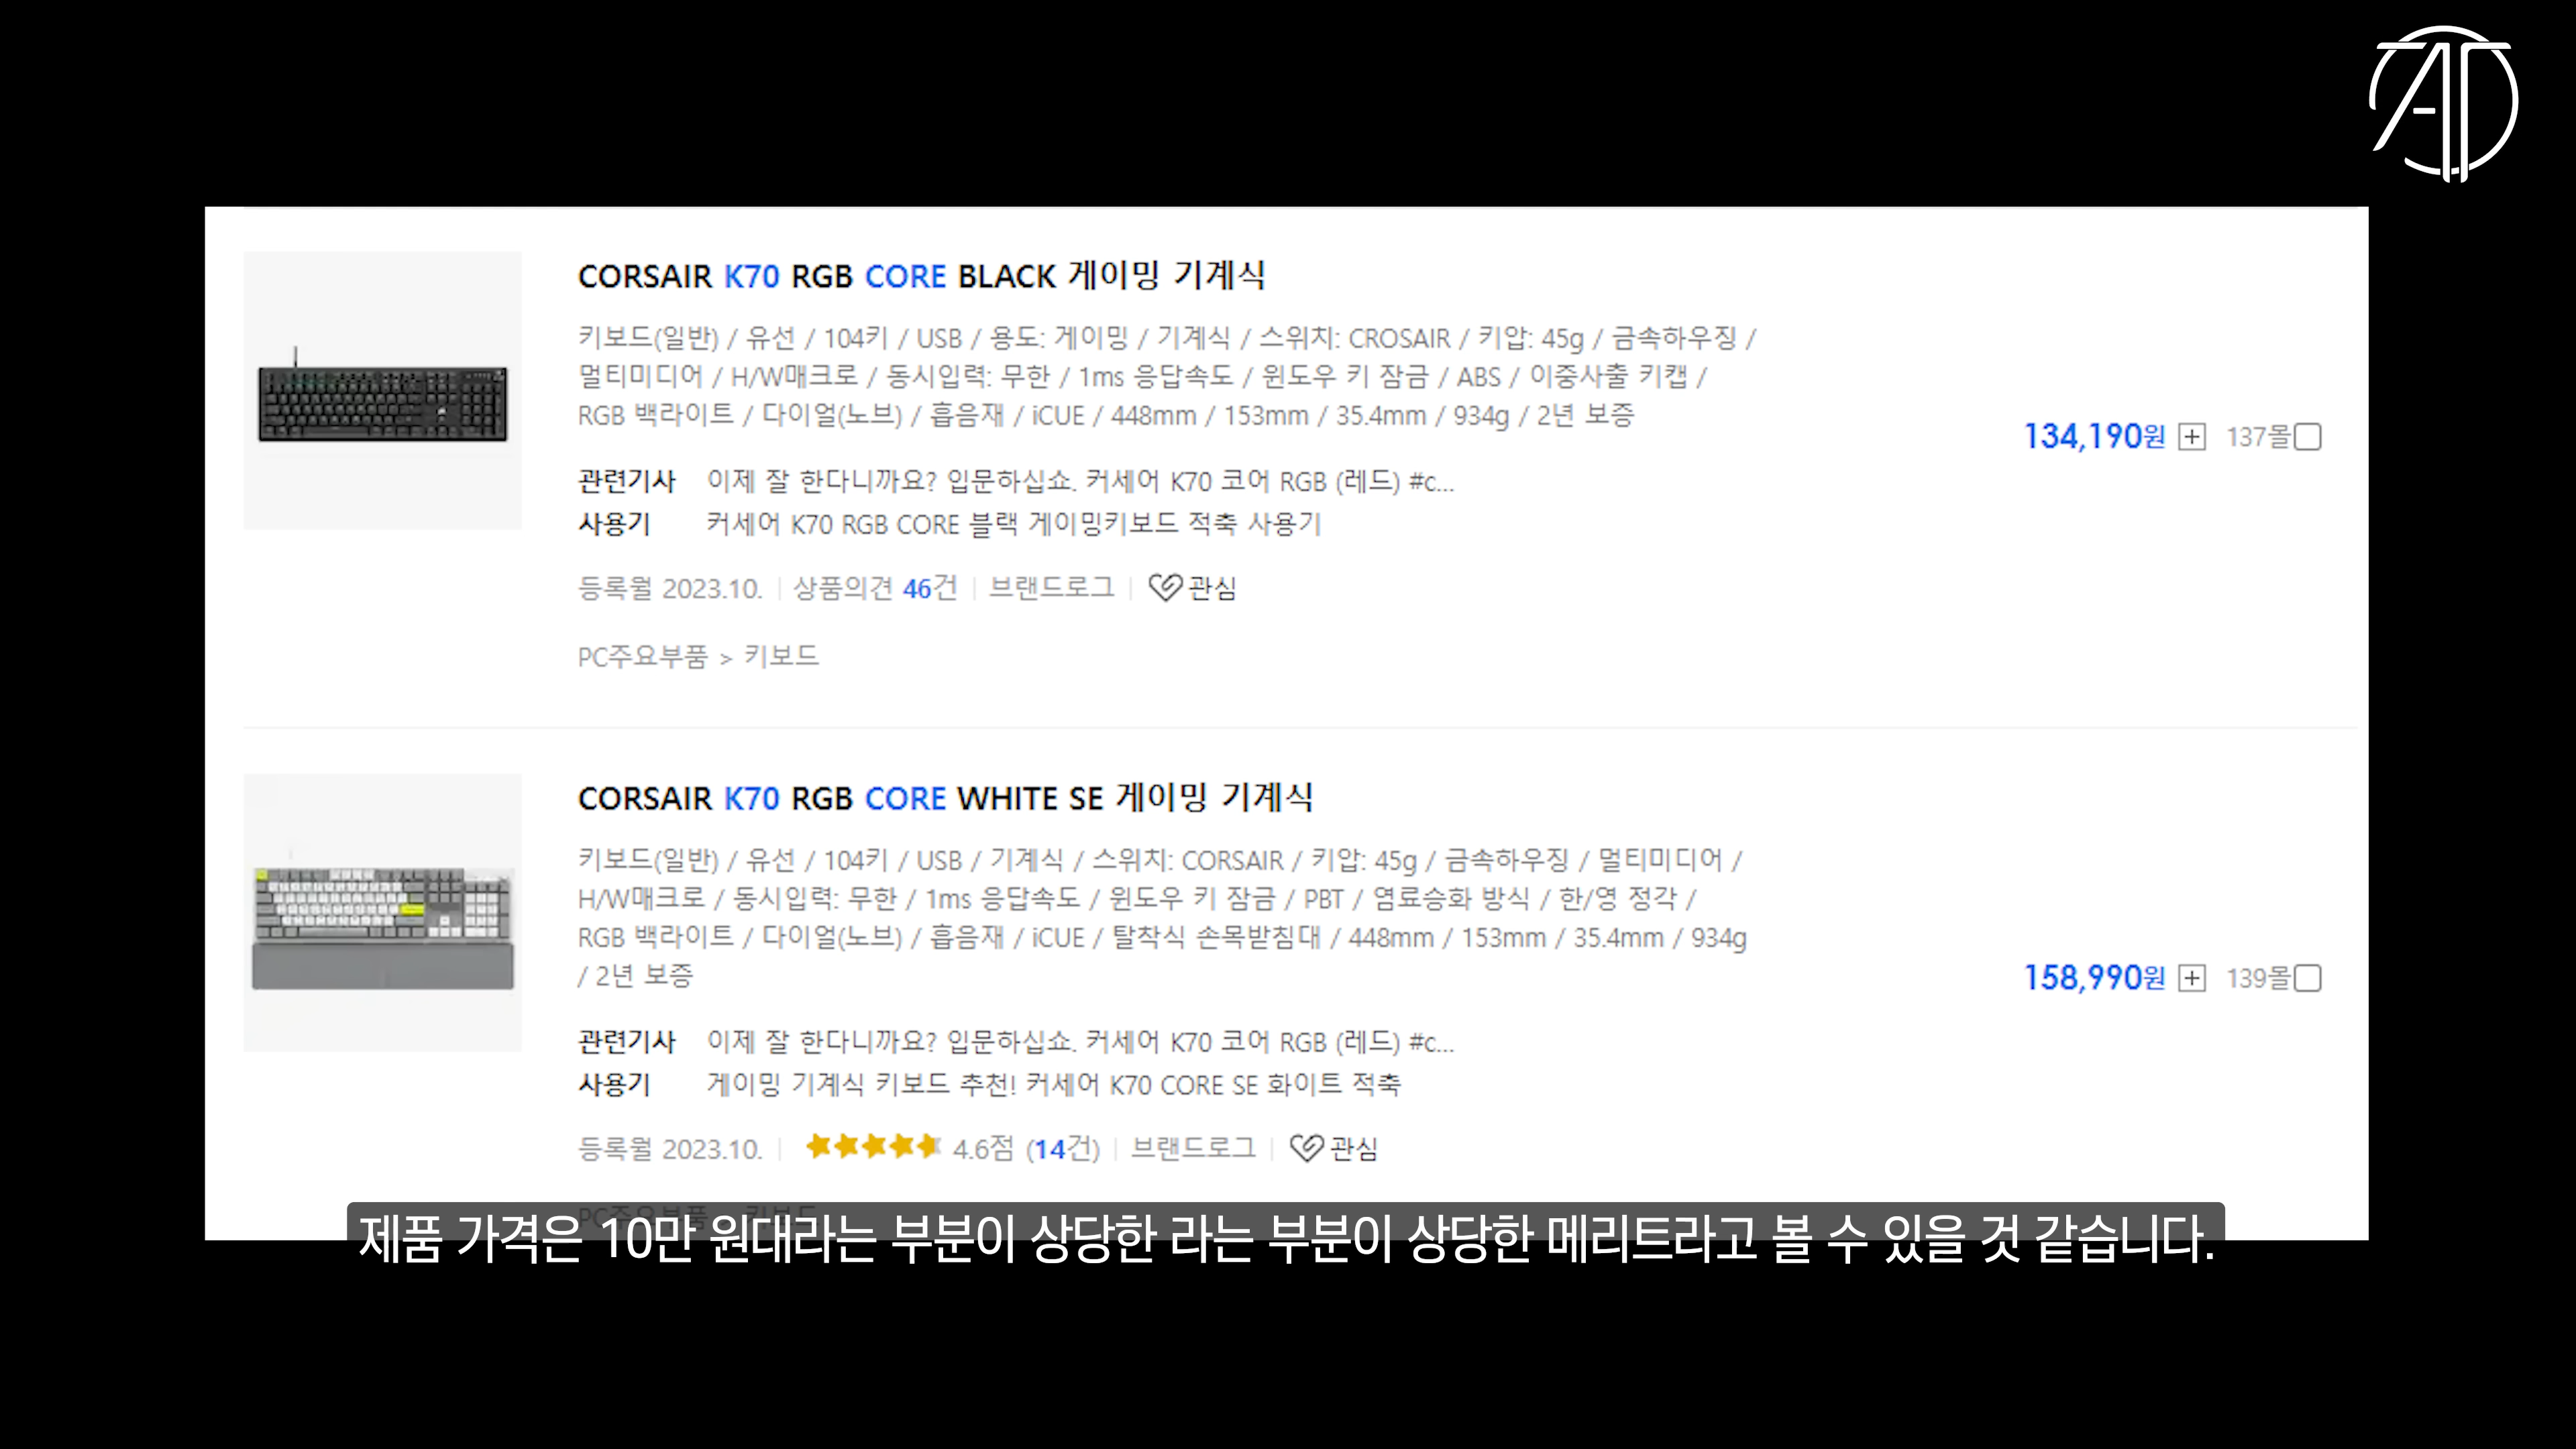 CORSAIR K70 RGB CORE BLACK 게이밍 기계식
키보드(일반) / 유선 / 104키 / USB / 용도: 게이밍 / 기계식 / 스위치: CROSAIR / 키압: 45g / 금속하우징 /
멀티미디어 / H/W매크로 / 동시입력: 무한 / 1ms 응답속도 / 윈도우 키 잠금 / ABS / 이중사출 키캡 /
RGB 백라이트 / 다이얼(노브) / 흡음재 / iCUE / 448mm / 153mm / 35.4mm / 934g / 2년 보증
134,190원 137몰
관련기사 이제 잘 한다니까요? 입문하십쇼. 커세어 K70 코어 RGB (레드) #c...
사용기 커세어 K70 RGB CORE 블랙 게이밍키보드 적축 사용기
등록월 2023.10. 상품의견 46건 브랜드로그 관심
PC주요부품 > 키보드
CORSAIR K70 RGB CORE WHITE SE 게이밍 기계식
키보드(일반) / 유선 / 104키 / USB / 기계식 / 스위치: CORSAIR / 키압: 45g / 금속하우징 / 멀티미디어 /
H/W매크로 / 동시입력: 무한 / 1ms 응답속도 / 윈도우 키 잠금 / PBT / 염료승화 방식 / 한/영 정각 /
RGB 백라이트 / 다이얼(노브) / 흡음재 / iCUE / 탈착식 손목받침대 / 448mm / 153mm / 35.4mm / 934g
/ 2년 보증
158,990원 139몰
관련기사 이제 잘 한다니까요? 입문하십쇼. 커세어 K70 코어 RGB (레드) #c...
사용기 게이밍 기계식 키보드 추천! 커세어 K70 CORE SE 화이트 적축
등록월 2023.10. 4.6점 (14건) 브랜드로그 관심
PC주요부품 > 키보드
제품 가격은 10만 원대라는 부분이 상당한 라는 부분이 상당한 메리트라고 볼 수 있을 것 같습니다.